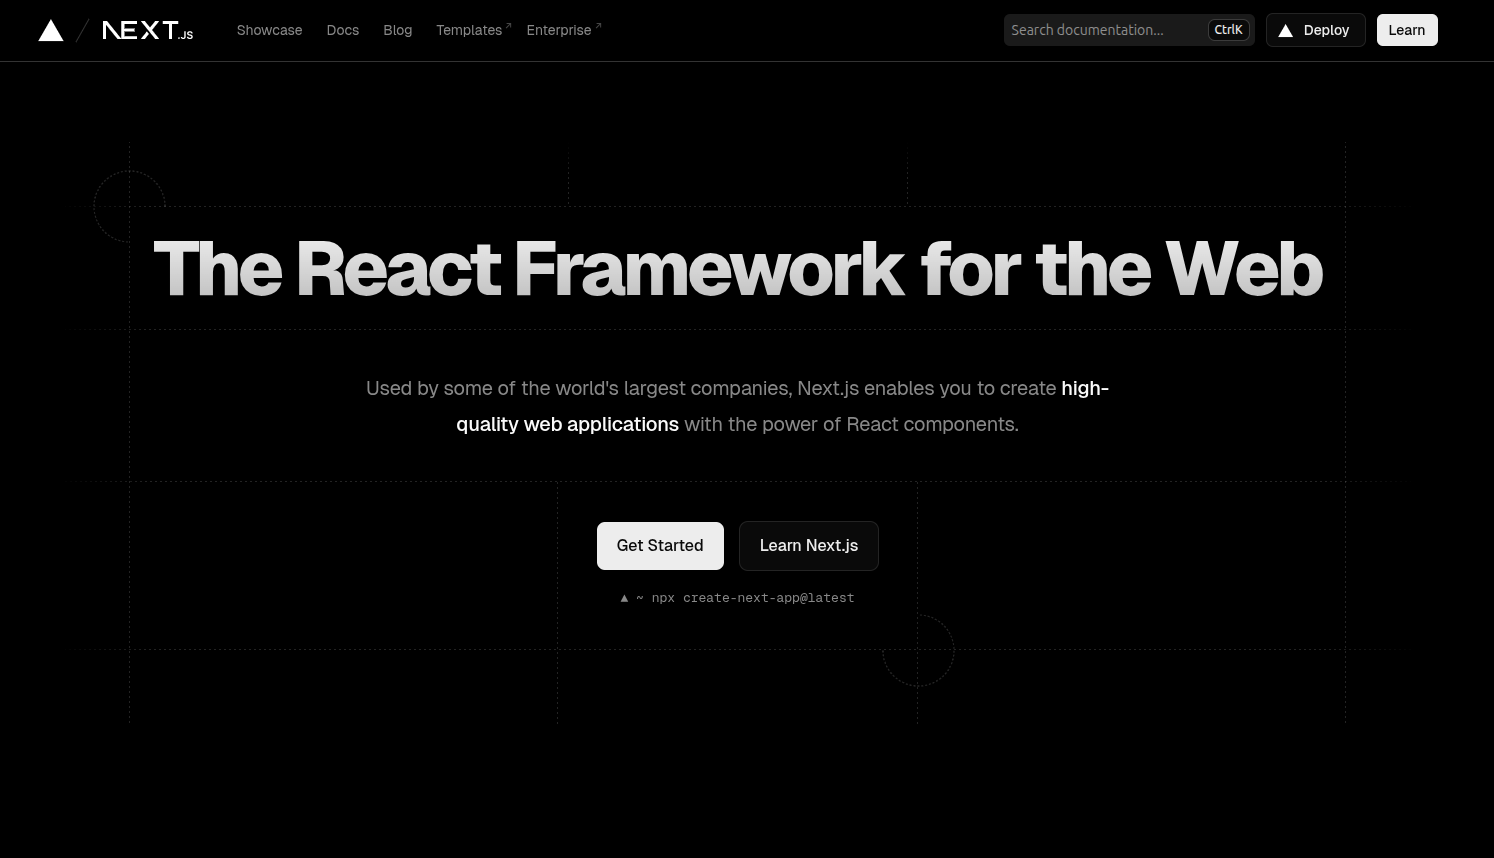 NEXT.JS
Showcase Docs Blog Templates Enterprise
Search documentation... CtrlK
Deploy
Learn
The React Framework for the Web
Used by some of the world's largest companies, Next.js enables you to create high-
quality web applications with the power of React components.
Get Started
Learn Next.js
▲ ~ npx create-next-app@latest